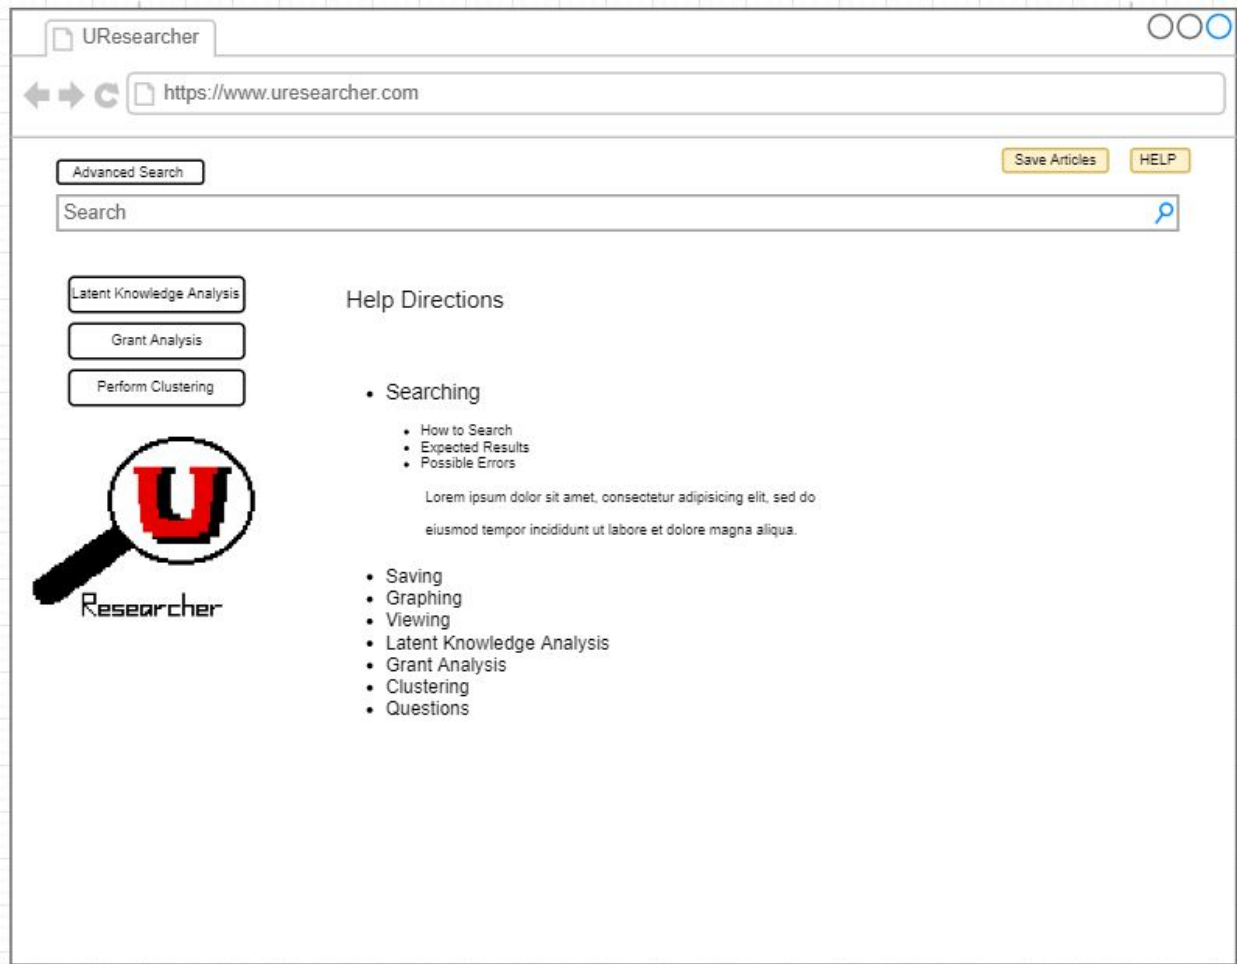 UResearcher
https://www.uresearcher.com
Save Articles
HELP
Advanced Search
Search
Latent Knowledge Analysis
Grant Analysis
Perform Clustering
U
Researcher
Help Directions
• Searching
• How to Search
• Expected Results
• Possible Errors
Lorem ipsum dolor sit amet, consectetur adipisicing elit, sed do
eiusmod tempor incididunt ut labore et dolore magna aliqua.
• Saving
• Graphing
• Viewing
• Latent Knowledge Analysis
• Grant Analysis
• Clustering
• Questions